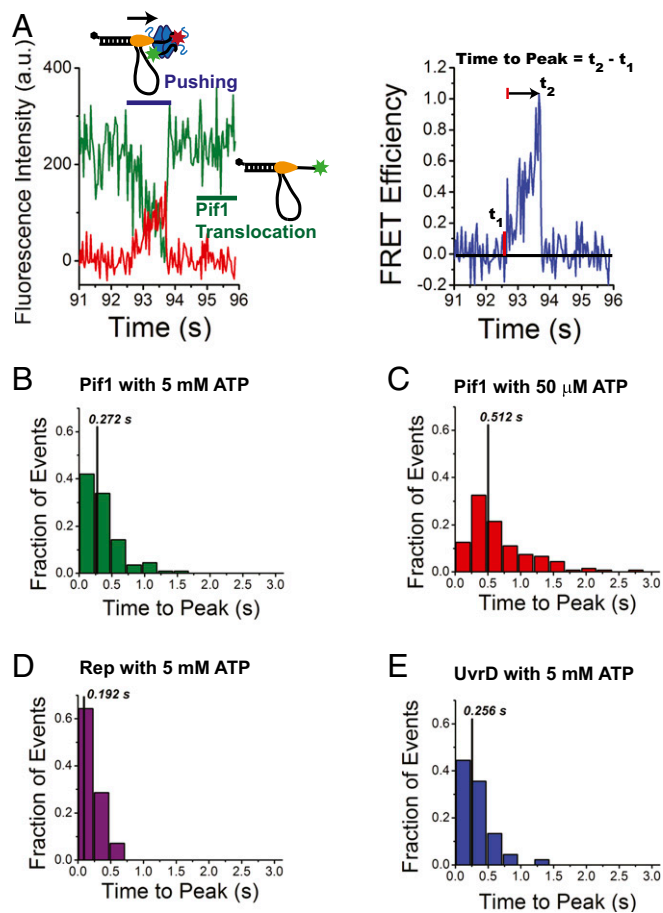 A
Pushing
Pif1
Translocation
Fluorescence Intensity (a.u.)
400
200
0
91 92 93 94 95 96
Time (s)
Time to Peak = t2 - t1
t2
t1
FRET Efficiency
1.2
1.0
0.8
0.6
0.4
0.2
0.0
-0.2
91 92 93 94 95 96
Time (s)
B
Pif1 with 5 mM ATP
0.272 s
Fraction of Events
0.6
0.4
0.2
0.0
0.0 0.5 1.0 1.5 2.0 2.5 3.0
Time to Peak (s)
C
Pif1 with 50 μM ATP
0.512 s
Fraction of Events
0.6
0.4
0.2
0.0
0.0 0.5 1.0 1.5 2.0 2.5 3.0
Time to Peak (s)
D
Rep with 5 mM ATP
0.192 s
Fraction of Events
0.6
0.4
0.2
0.0
0.0 0.5 1.0 1.5 2.0 2.5 3.0
Time to Peak (s)
E
UvrD with 5 mM ATP
0.256 s
Fraction of Events
0.6
0.4
0.2
0.0
0.0 0.5 1.0 1.5 2.0 2.5 3.0
Time to Peak (s)